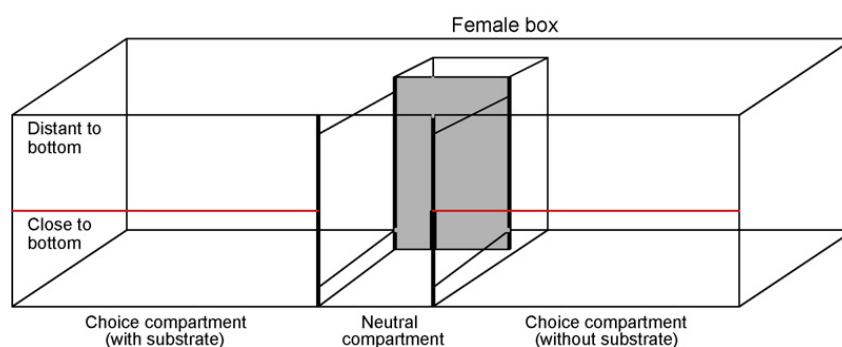 Female box
Distant to
bottom
Close to
bottom
Choice compartment
(with substrate)
Neutral
compartment
Choice compartment
(without substrate)